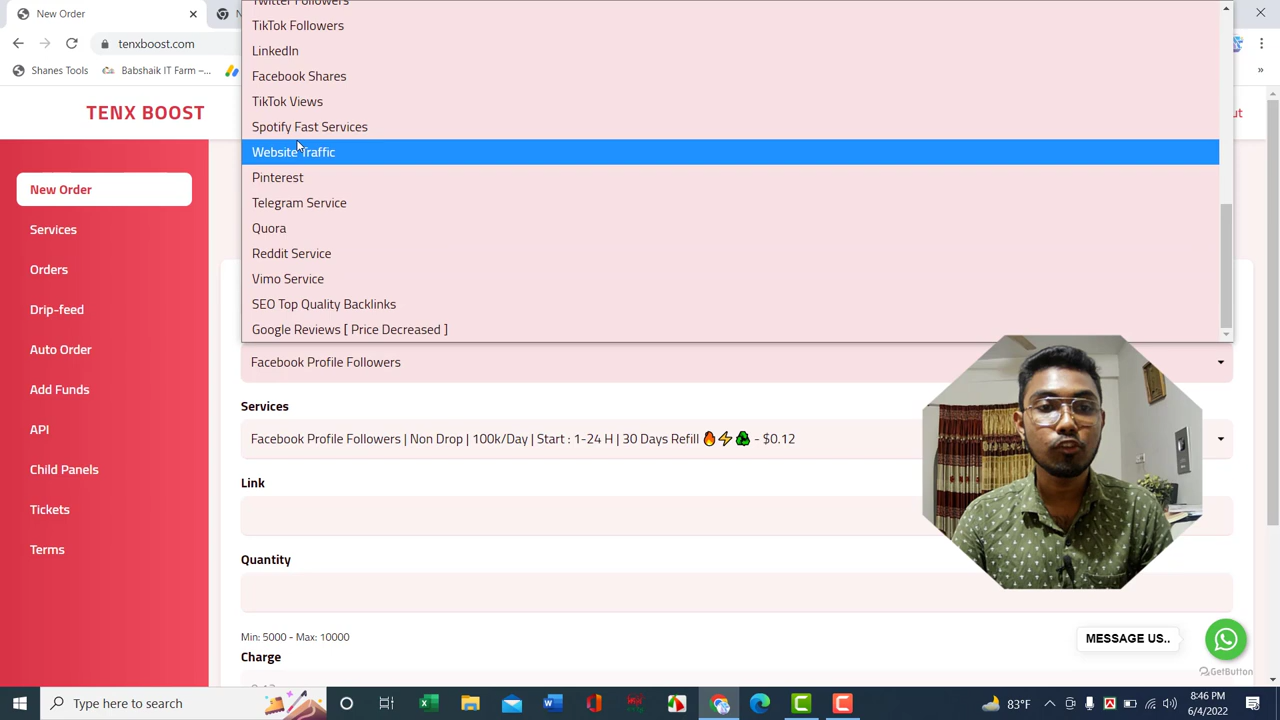 New Order
tenxboost.com
Shanes Tools
Babshaik IT Farm –...
»
TENX BOOST
New Order
Services
Orders
Drip-feed
Auto Order
Add Funds
API
Child Panels
Tickets
Terms
Twitter Followers
TikTok Followers
LinkedIn
Facebook Shares
TikTok Views
Spotify Fast Services
Website Traffic
Pinterest
Telegram Service
Quora
Reddit Service
Vimo Service
SEO Top Quality Backlinks
Google Reviews [ Price Decreased ]
Facebook Profile Followers
Services
Facebook Profile Followers | Non Drop | 100k/Day | Start : 1-24 H | 30 Days Refill 🔥⚡♻ - $0.12
Link
Quantity
Min: 5000 - Max: 10000
Charge
MESSAGE US..
GetButton
Type here to search
83°F
8:46 PM
6/4/2022